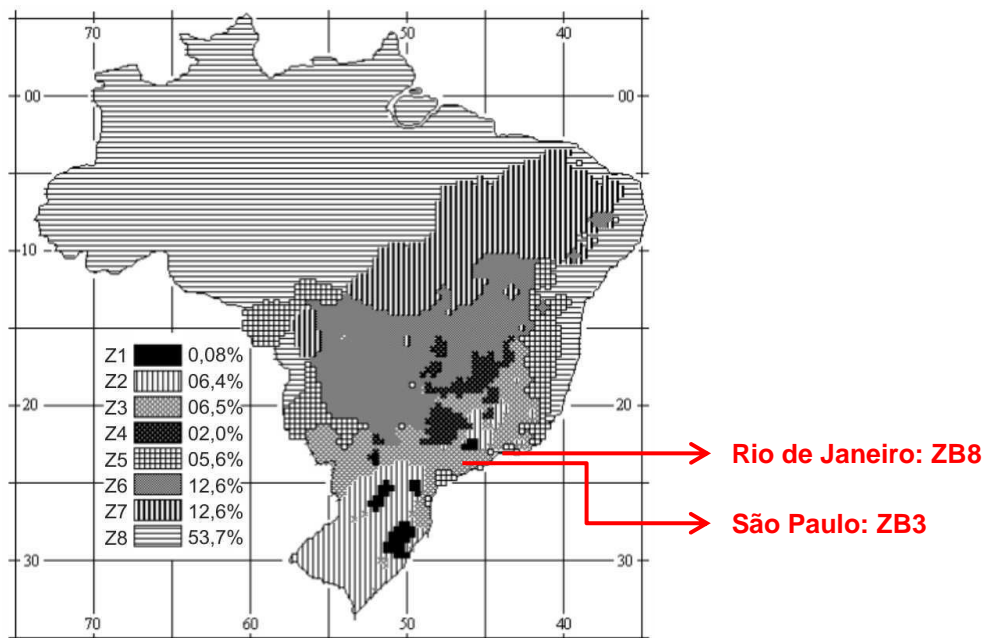 70 50 40
00 00
10
Z1 0,08%
Z2 06,4%
Z3 06,5%
Z4 02,0%
Z5 05,6%
Z6 12,6%
Z7 12,6%
Z8 53,7%
20 20
Rio de Janeiro: ZB8
São Paulo: ZB3
30 30
70 60 50 40